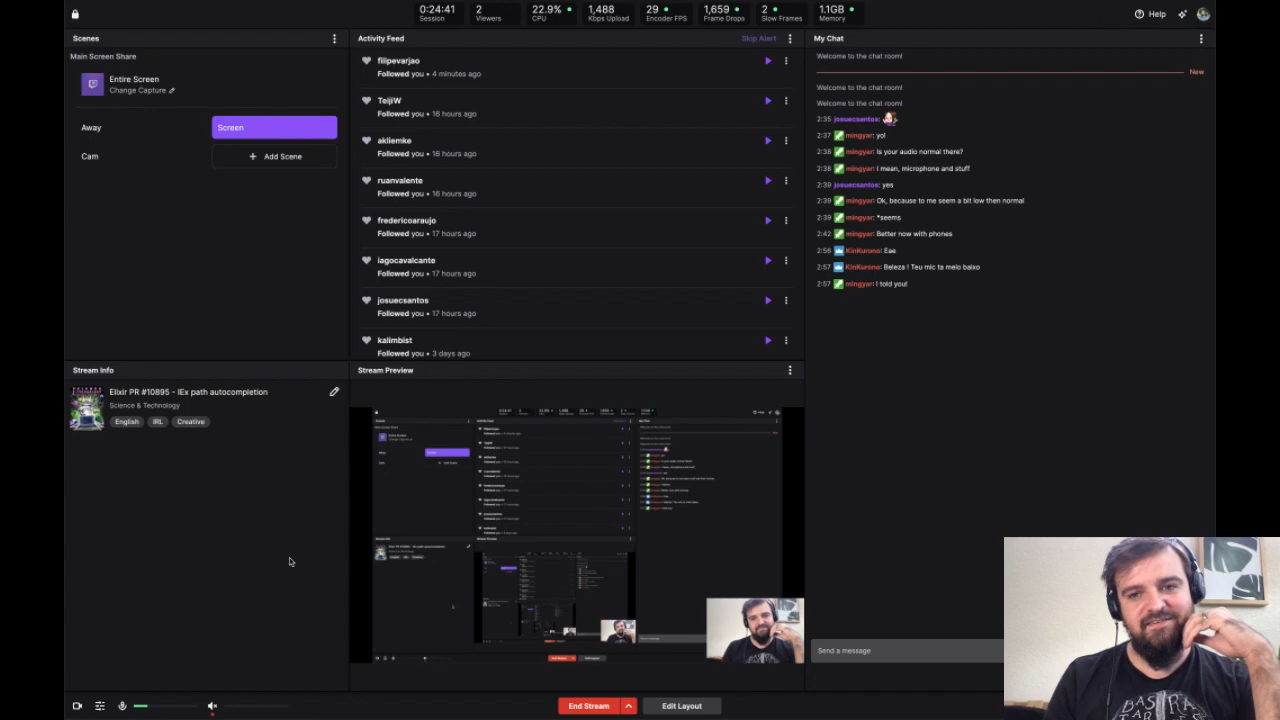 0:24:41
Session
2
Viewers
22.9%
CPU
1,488
Kbps Upload
29
Encoder FPS
1,659
Frame Drops
2
Slow Frames
1.1GB
Memory
Help
Scenes
Main Screen Share
Entire Screen
Change Capture
Away
Screen
Cam
+ Add Scene
Activity Feed
Skip Alert
filipevarjao
Followed you • 4 minutes ago
TeijiW
Followed you • 16 hours ago
akliemke
Followed you • 16 hours ago
ruanvalente
Followed you • 16 hours ago
fredericoaraujo
Followed you • 17 hours ago
iagocavalcante
Followed you • 17 hours ago
josuecsantos
Followed you • 17 hours ago
kalimbist
Followed you • 3 days ago
My Chat
Welcome to the chat room!
New
Welcome to the chat room!
Welcome to the chat room!
2:35 josuecsantos:
2:37 mingyar: yo!
2:38 mingyar: Is your audio normal there?
2:38 mingyar: I mean, microphone and stuff
2:39 josuecsantos: yes
2:39 mingyar: Ok, because to me seem a bit low then normal
2:39 mingyar: *seems
2:42 mingyar: Better now with phones
2:56 KinKurono: Eae
2:57 KinKurono: Beleza ! Teu mic ta meio baixo
2:57 mingyar: I told you!
Send a message
Stream Info
Elixir PR #10895 - IEx path autocompletion
Science & Technology
English
IRL
Creative
Stream Preview
End Stream
Edit Layout